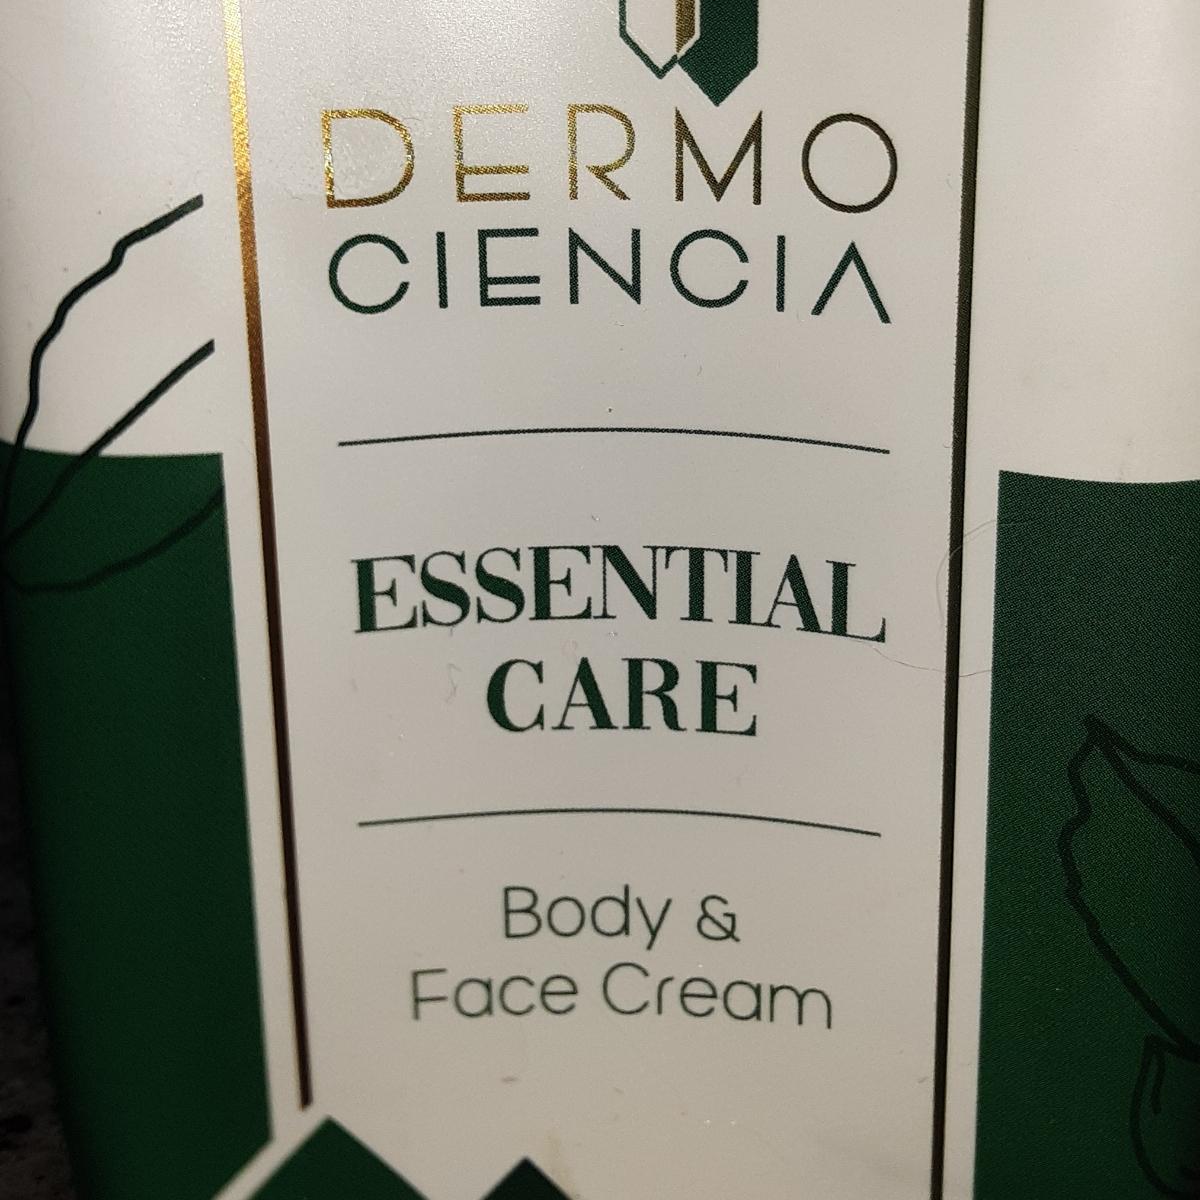 DERMO
CIENCIA
ESSENTIAL
CARE
Body &
Face Cream